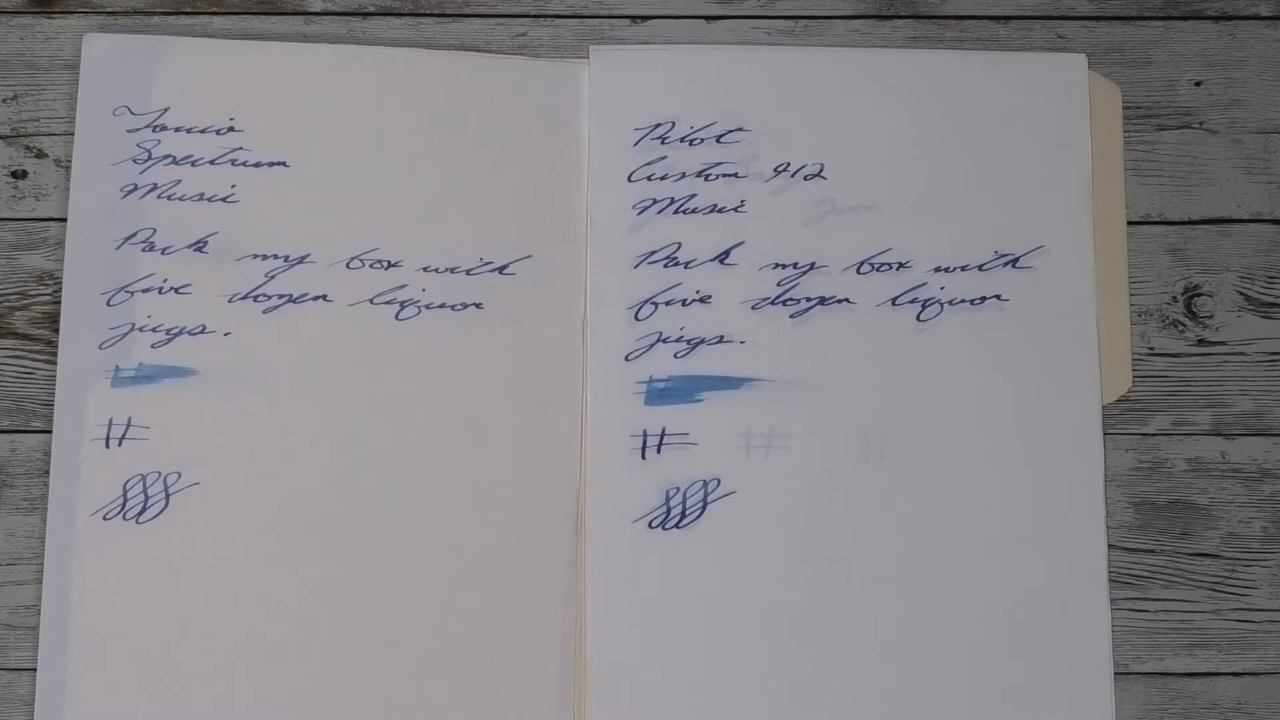 Spectrum
Music
Pack my box with
five dozen liquor
jugs.
#
Pilot
Custom 912
Music
Pack my box with
five dozen liquor
jugs.
#